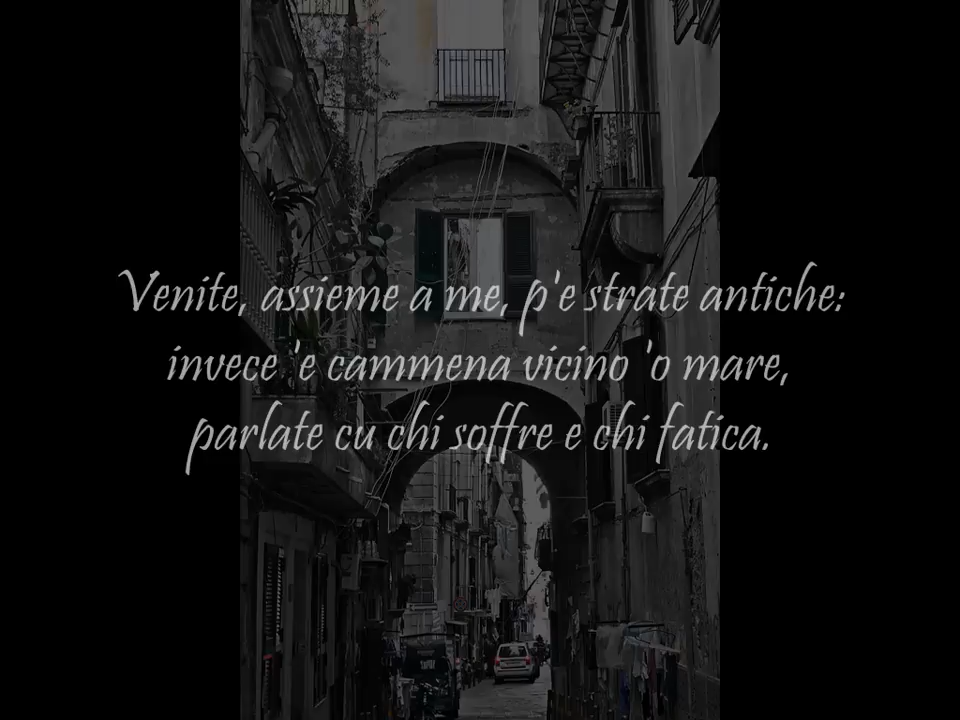 Venite, assieme a me, p'e strate antiche:
invece 'e cammena vicino 'o mare,
parlate cu chi soffre e chi fatica.